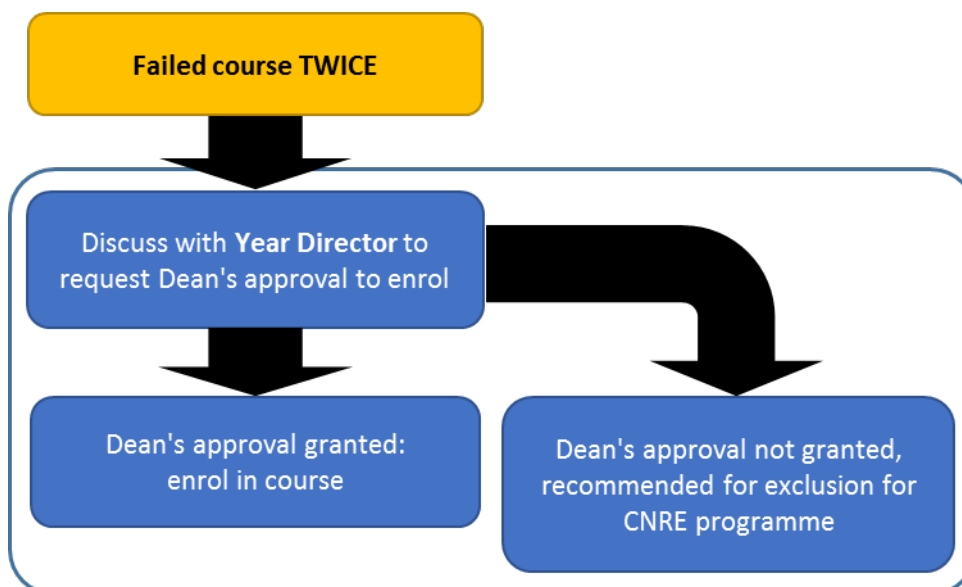 Failed course TWICE
Discuss with Year Director to
request Dean's approval to enrol
Dean's approval granted:
enrol in course
Dean's approval not granted,
recommended for exclusion for
CNRE programme